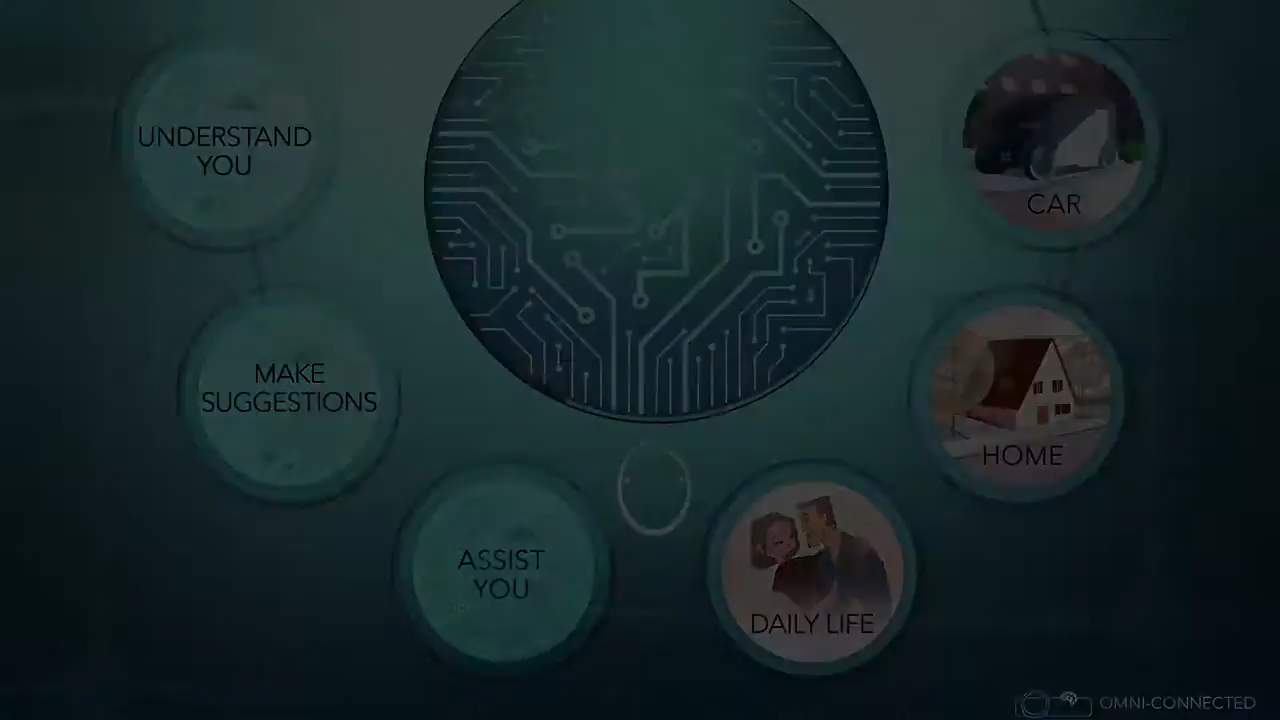 UNDERSTAND
YOU
CAR
MAKE
SUGGESTIONS
HOME
ASSIST
YOU
DAILY LIFE
OMNI-CONNECTED